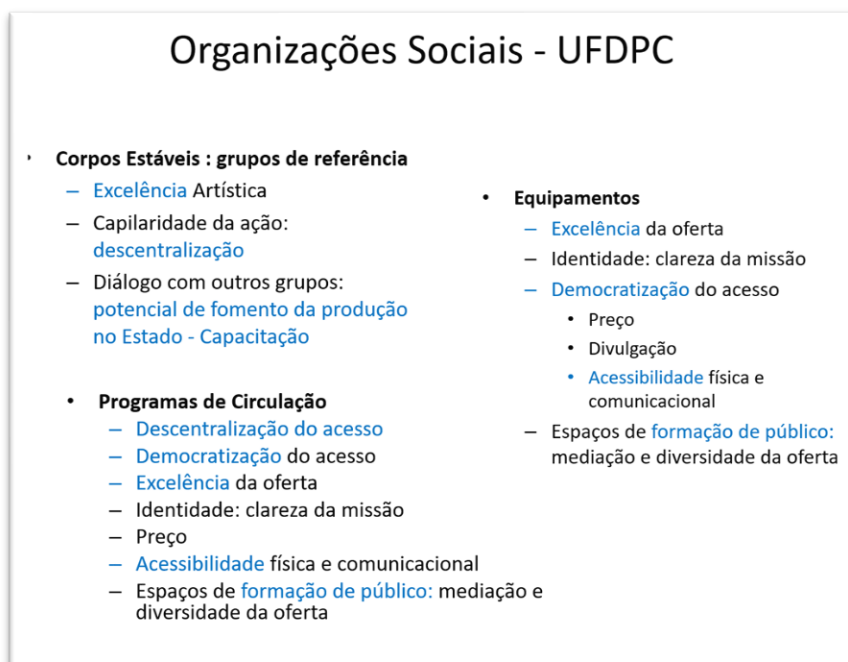 Organizações Sociais - UFDPC
• Corpos Estáveis : grupos de referência
– Excelência Artística
– Capilaridade da ação:
descentralização
– Diálogo com outros grupos:
potencial de fomento da produção
no Estado - Capacitação
• Programas de Circulação
– Descentralização do acesso
– Democratização do acesso
– Excelência da oferta
– Identidade: clareza da missão
– Preço
– Acessibilidade física e comunicacional
– Espaços de formação de público: mediação e
diversidade da oferta
• Equipamentos
– Excelência da oferta
– Identidade: clareza da missão
– Democratização do acesso
• Preço
• Divulgação
• Acessibilidade física e
comunicacional
– Espaços de formação de público:
mediação e diversidade da oferta